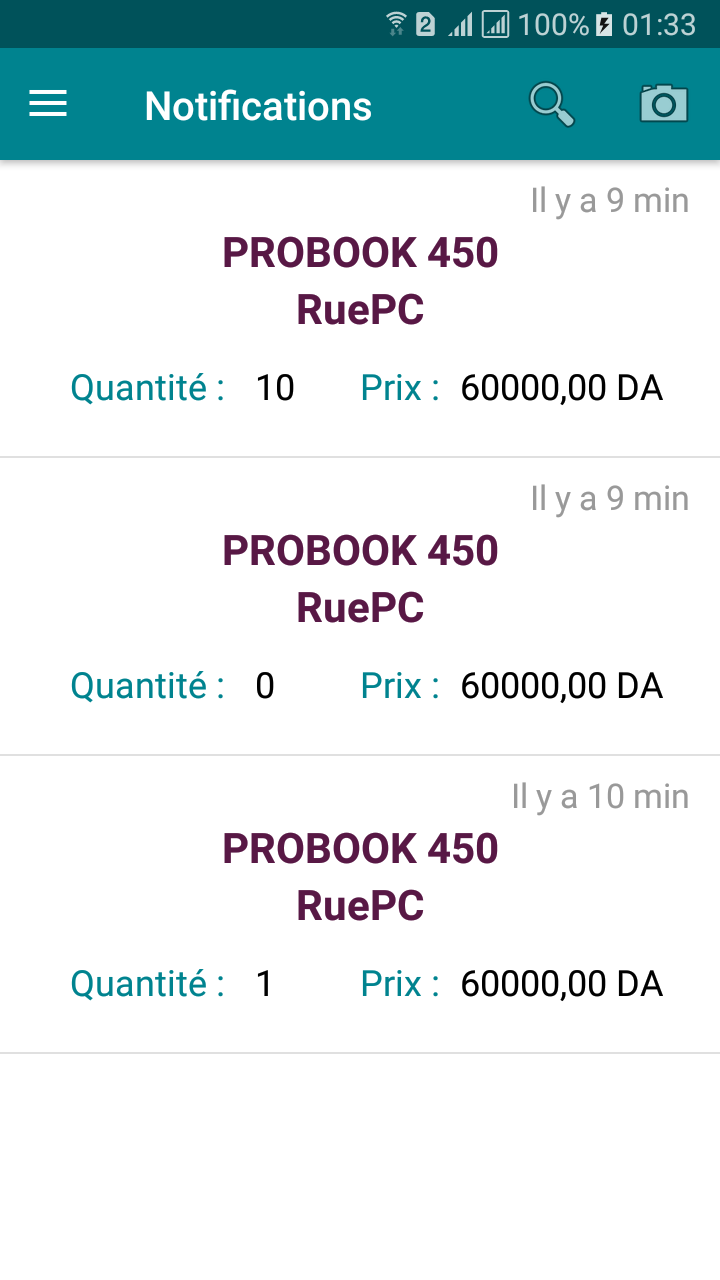 2 100% 01:33
Notifications
Il y a 9 min
PROBOOK 450
RuePC
Quantité : 10 Prix : 60000,00 DA
Il y a 9 min
PROBOOK 450
RuePC
Quantité : 0 Prix : 60000,00 DA
Il y a 10 min
PROBOOK 450
RuePC
Quantité : 1 Prix : 60000,00 DA